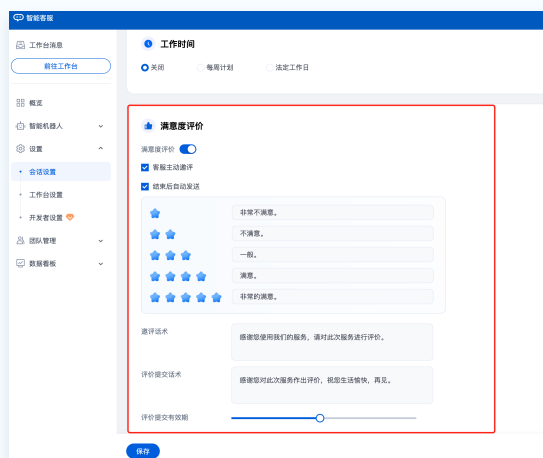 智能客服
工作台消息
前往工作台
概览
智能机器人
设置
会话设置
工作台设置
开发者设置
团队管理
数据看板
工作时间
关闭 每周计划 法定工作日
满意度评价
满意度评价
客服主动邀评
结束后自动发送
非常不满意。
不满意。
一般。
满意。
非常的满意。
邀评话术
感谢您使用我们的服务，请对此次服务进行评价。
评价提交话术
感谢您对此次服务作出评价，祝您生活愉快，再见。
评价提交有效期
保存